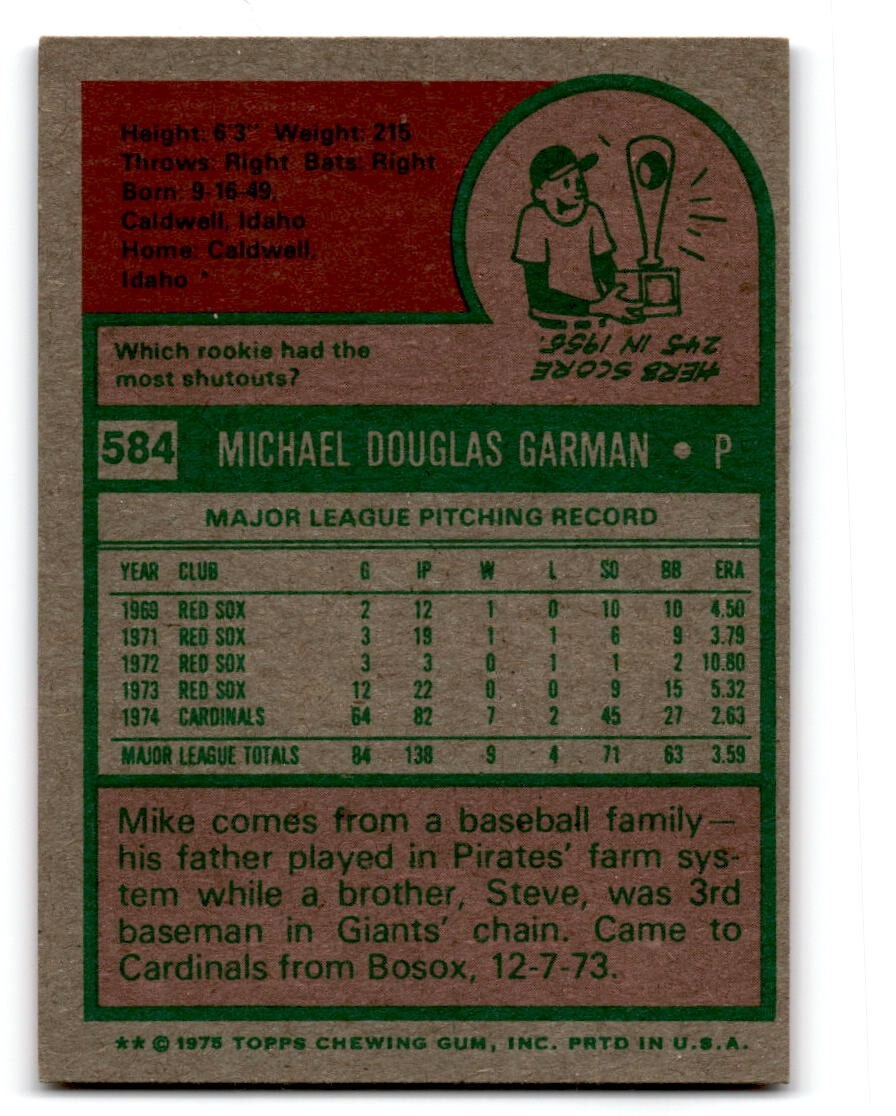 Height: 6'3" Weight: 215
Throws: Right Bats: Right
Born: 9-16-49,
Caldwell, Idaho
Home: Caldwell,
Idaho *
Which rookie had the
most shutouts?
HERB SCORE
245 IN 1955.
584 MICHAEL DOUGLAS GARMAN • P
MAJOR LEAGUE PITCHING RECORD
YEAR CLUB G IP W L SO BB ERA
1969 RED SOX 2 12 1 0 10 10 4.50
1971 RED SOX 3 19 1 1 6 9 3.79
1972 RED SOX 3 3 0 1 1 2 10.80
1973 RED SOX 12 22 0 0 9 15 5.32
1974 CARDINALS 64 82 7 2 45 27 2.63
MAJOR LEAGUE TOTALS 84 138 9 4 71 63 3.59
Mike comes from a baseball family—
his father played in Pirates' farm sys-
tem while a brother, Steve, was 3rd
baseman in Giants' chain. Came to
Cardinals from Bosox, 12-7-73.
** © 1975 TOPPS CHEWING GUM, INC. PRTD IN U.S.A.